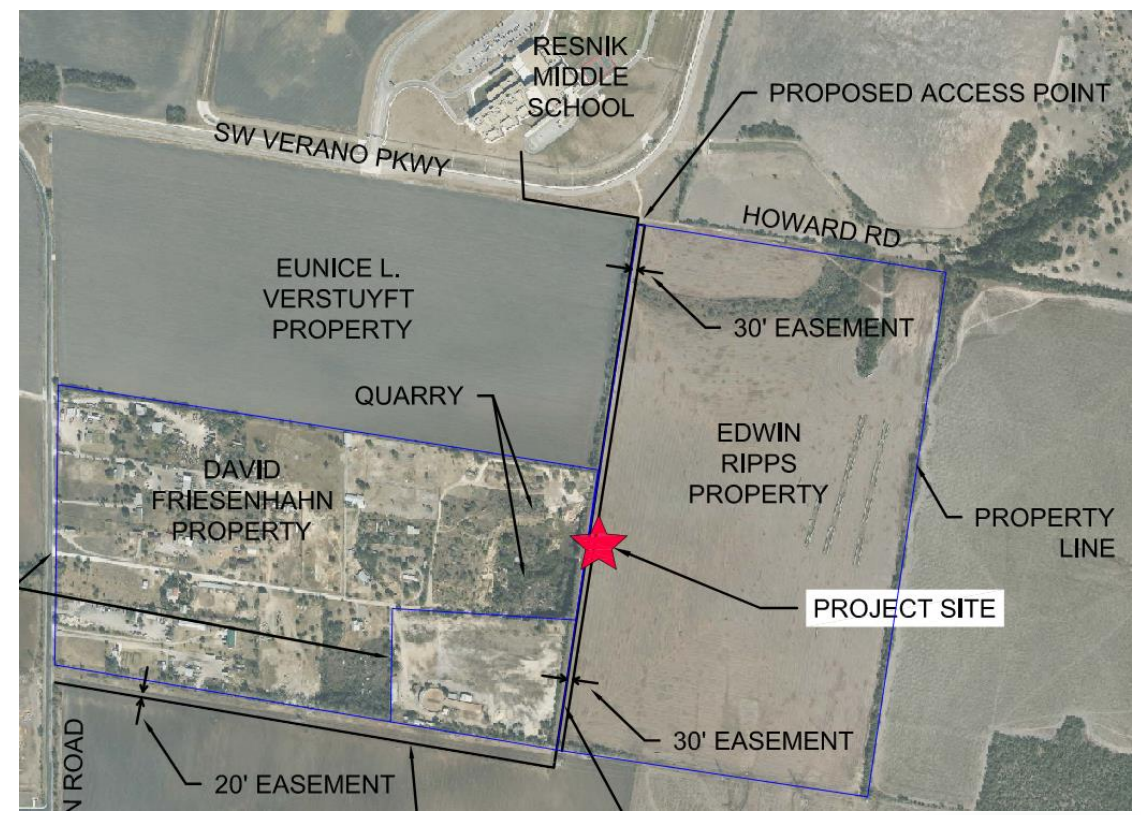 RESNIK
MIDDLE
SCHOOL
PROPOSED ACCESS POINT
SW VERANO PKWY
HOWARD RD
EUNICE L.
VERSTUYFT
PROPERTY
30' EASEMENT
QUARRY
DAVID
FRIESENHAHN
PROPERTY
EDWIN
RIPPS
PROPERTY
PROPERTY
LINE
PROJECT SITE
30' EASEMENT
20' EASEMENT
N ROAD